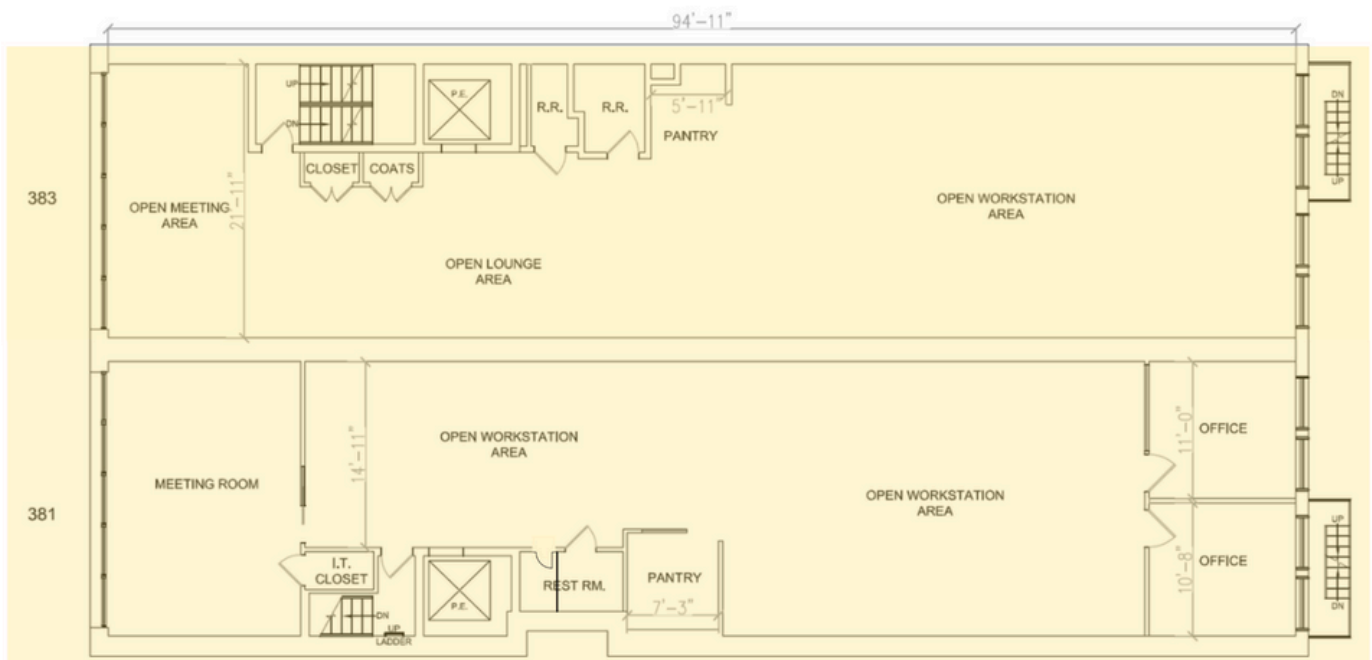 94'-11"
UP
DN
P.E.
R.R.
R.R.
5'-11"
PANTRY
DN
UP
CLOSET
COATS
383
OPEN MEETING
AREA
21'-11"
OPEN WORKSTATION
AREA
OPEN LOUNGE
AREA
14'-11"
OPEN WORKSTATION
AREA
11'-0"
OFFICE
MEETING ROOM
OPEN WORKSTATION
AREA
381
I.T.
CLOSET
P.E.
REST RM.
PANTRY
7'-3"
10'-8"
OFFICE
UP
DN
DN
UP
LADDER